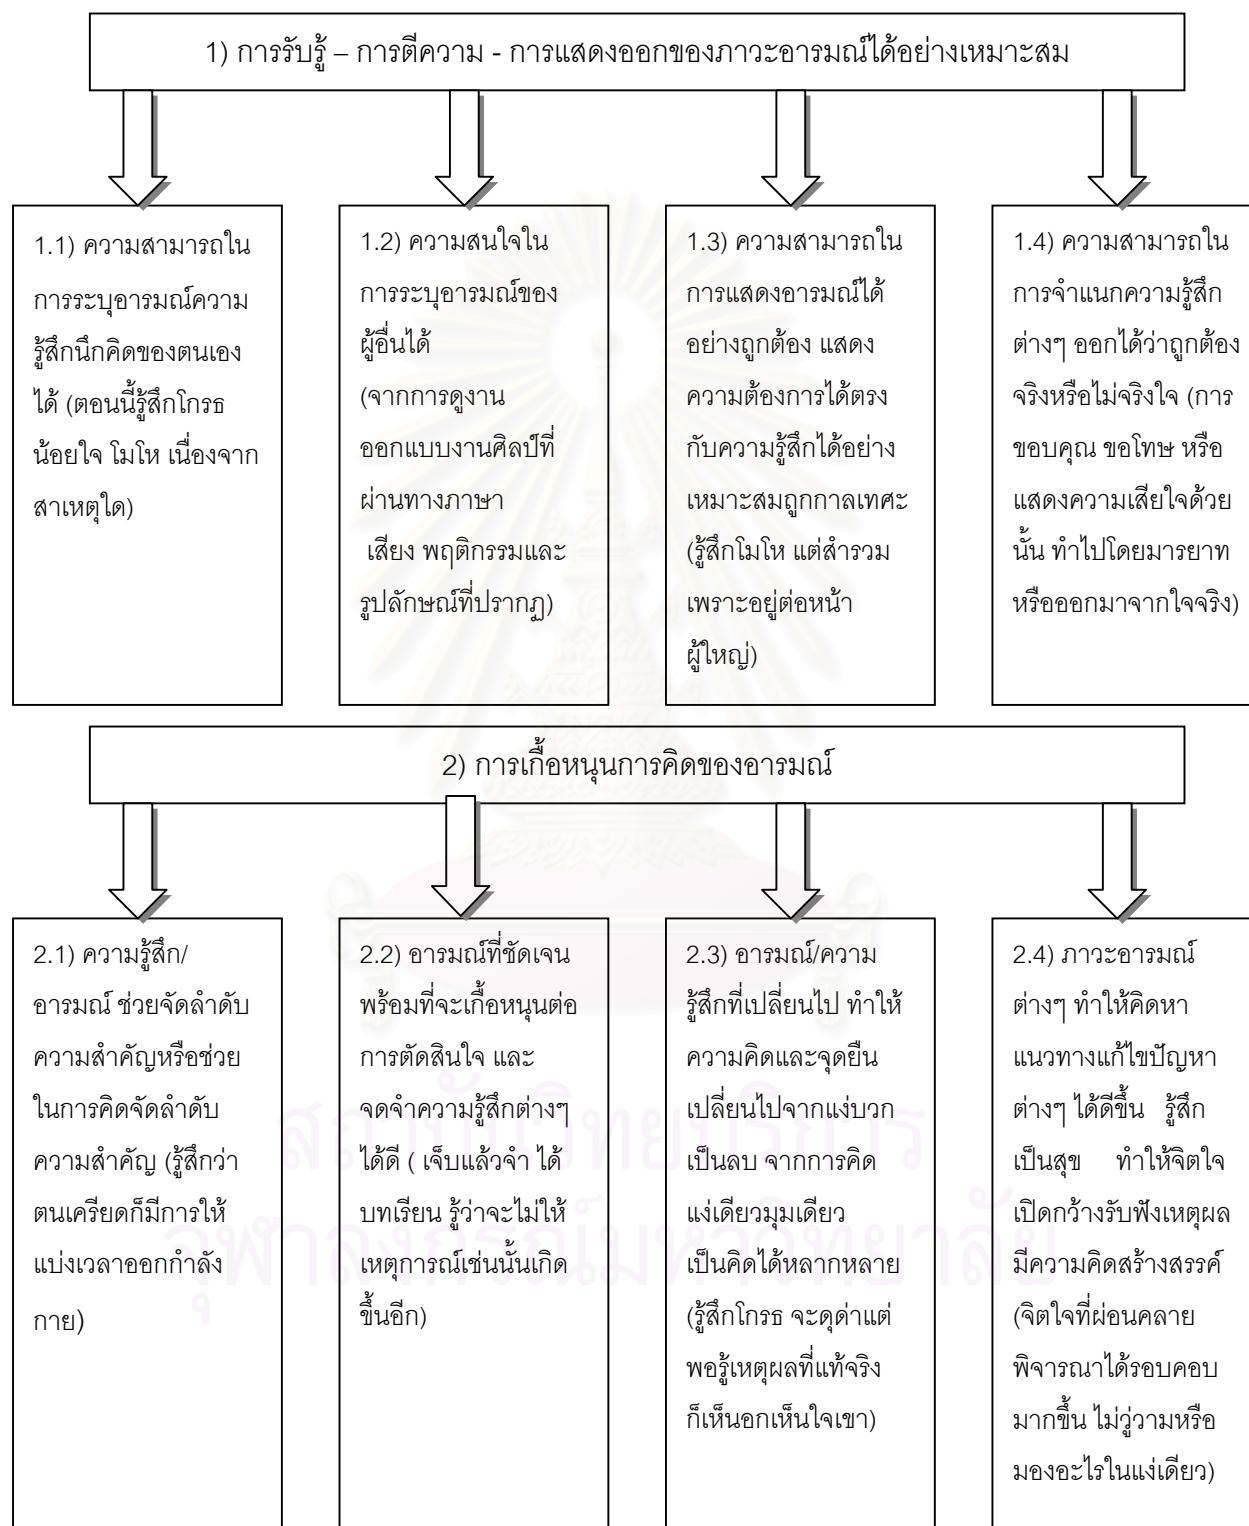 1) การรับรู้ – การตีความ - การแสดงออกของภาวะอารมณ์ได้อย่างเหมาะสม
1.1) ความสามารถใน
การระบุอารมณ์ความ
รู้สึกนึกคิดของตนเอง
ได้ (ตอนนี้รู้สึกโกรธ
น้อยใจ โมโห เนื่องจาก
สาเหตุใด)
1.2) ความสนใจใน
การระบุอารมณ์ของ
ผู้อื่นได้
(จากการดูงาน
ออกแบบงานศิลป์ที่
ผ่านทางภาษา
เสียง พฤติกรรมและ
รูปลักษณ์ที่ปรากฏ)
1.3) ความสามารถใน
การแสดงอารมณ์ได้
อย่างถูกต้อง แสดง
ความต้องการได้ตรง
กับความรู้สึกได้อย่าง
เหมาะสมถูกกาลเทศะ
(รู้สึกโมโห แต่สำรวม
เพราะอยู่ต่อหน้า
ผู้ใหญ่)
1.4) ความสามารถใน
การจำแนกความรู้สึก
ต่างๆ ออกได้ว่าถูกต้อง
จริงหรือไม่จริงใจ (การ
ขอบคุณ ขอโทษ หรือ
แสดงความเสียใจด้วย
นั้น ทำไปโดยมารยาท
หรือออกมาจากใจจริง)
2) การเกื้อหนุนการคิดของอารมณ์
2.1) ความรู้สึก/
อารมณ์ ช่วยจัดลำดับ
ความสำคัญหรือช่วย
ในการคิดจัดลำดับ
ความสำคัญ (รู้สึกว่า
ตนเครียดก็มีการให้
แบ่งเวลาออกกำลัง
กาย)
2.2) อารมณ์ที่ชัดเจน
พร้อมที่จะเกื้อหนุนต่อ
การตัดสินใจ และ
จดจำความรู้สึกต่างๆ
ได้ดี ( เจ็บแล้วจำ ได้
บทเรียน รู้ว่าจะไม่ให้
เหตุการณ์เช่นนั้นเกิด
ขึ้นอีก)
2.3) อารมณ์/ความ
รู้สึกที่เปลี่ยนไป ทำให้
ความคิดและจุดยืน
เปลี่ยนไปจากแง่บวก
เป็นลบ จากการคิด
แง่เดียวมุมเดียว
เป็นคิดได้หลากหลาย
(รู้สึกโกรธ จะดุด่าแต่
พอรู้เหตุผลที่แท้จริง
ก็เห็นอกเห็นใจเขา)
2.4) ภาวะอารมณ์
ต่างๆ ทำให้คิดหา
แนวทางแก้ไขปัญหา
ต่างๆ ได้ดีขึ้น รู้สึก
เป็นสุข ทำให้จิตใจ
เปิดกว้างรับฟังเหตุผล
มีความคิดสร้างสรรค์
(จิตใจที่ผ่อนคลาย
พิจารณาได้รอบคอบ
มากขึ้น ไม่วู่วามหรือ
มองอะไรในแง่เดียว)
สถาบันวิทยบริการ
จุฬาลงกรณ์มหาวิทยาลัย